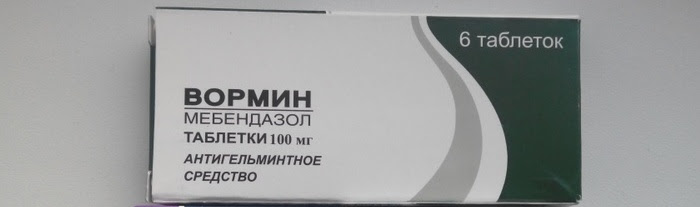 6 таблеток
ВОРМИН
МЕБЕНДАЗОЛ
ТАБЛЕТКИ 100 мг
АНТИГЕЛЬМИНТНОЕ
СРЕДСТВО